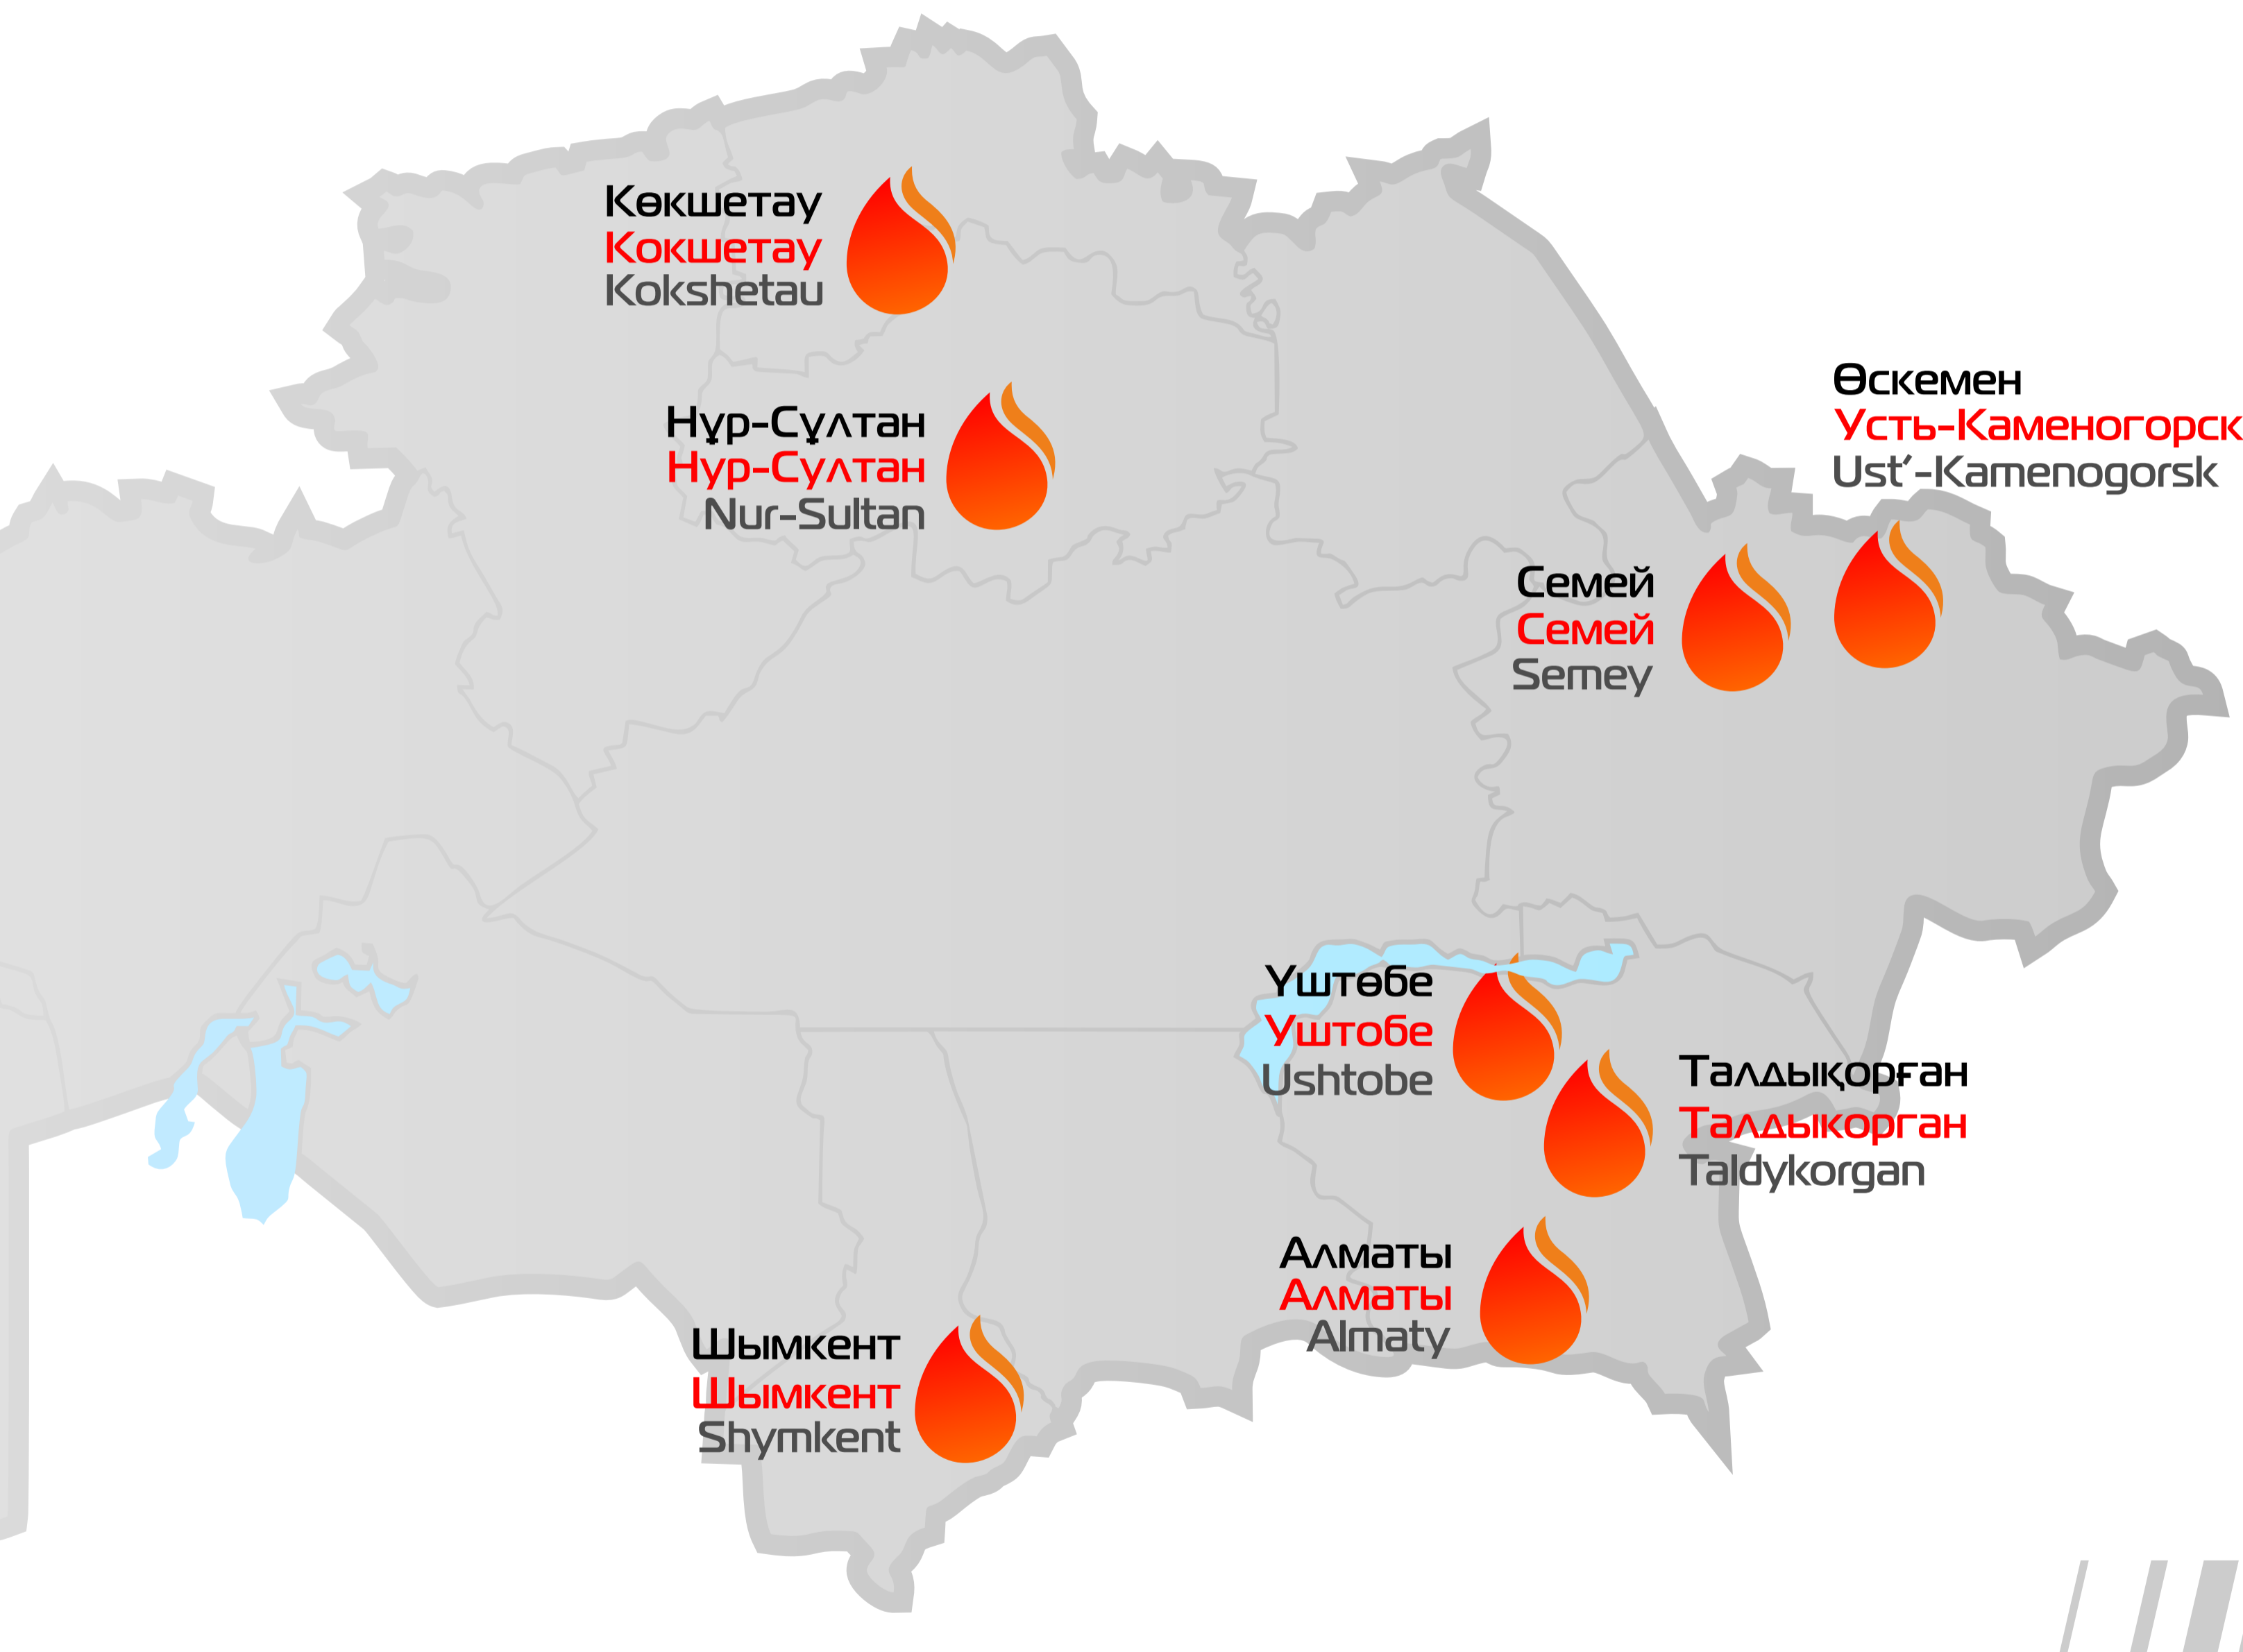 Көкшетау
Кокшетау
Kokshetau
Нұр-Сұлтан
Нур-Султан
Nur-Sultan
Өскемен
Усть-Каменогорск
Ust'-Kamenogorsk
Семей
Семей
Semey
Үштөбе
Уштобе
Ushtobe
Талдықорған
Талдыкорган
Taldykorgan
Алматы
Алматы
Almaty
Шымкент
Шымкент
Shymkent